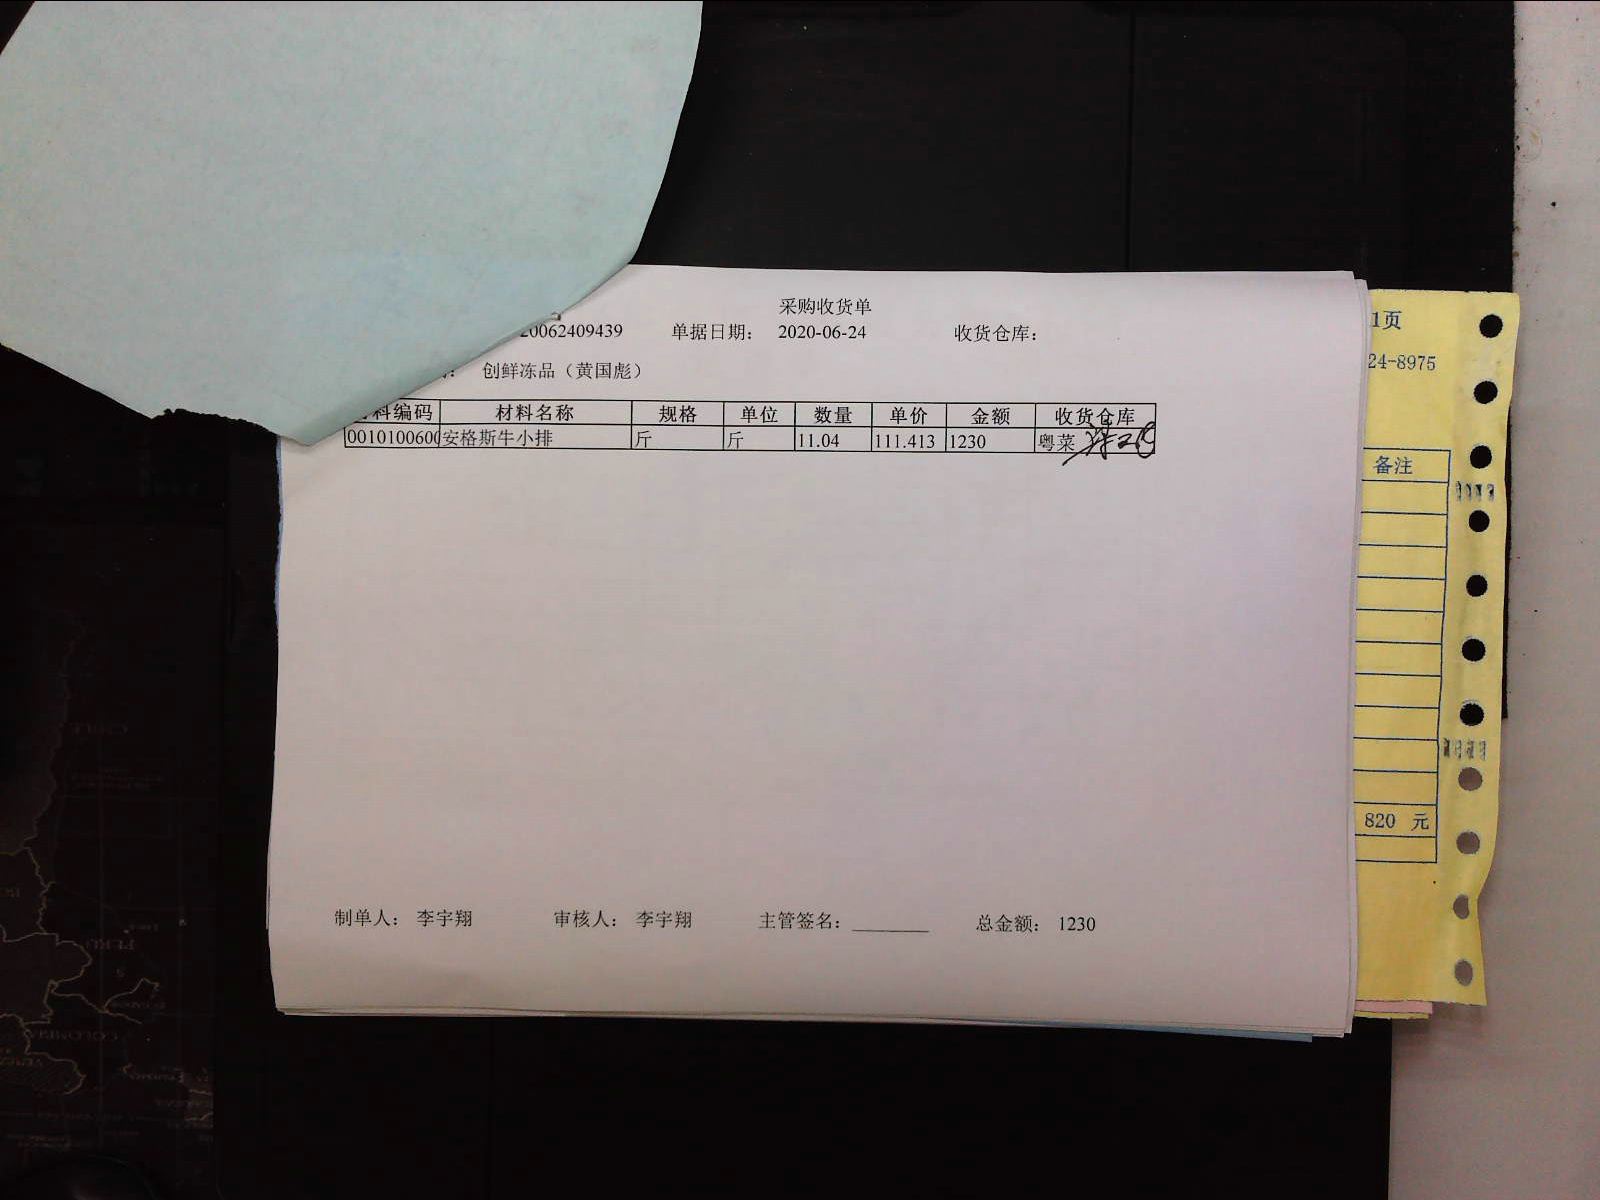 采购收货单
20062409439 单据日期： 2020-06-24 收货仓库：
： 创鲜冻品（黄国彪）
料编码 材料名称 规格 单位 数量 单价 金额 收货仓库
0010100600 安格斯牛小排 斤 斤 11.04 111.413 1230 粤菜
制单人： 李宇翔 审核人： 李宇翔 主管签名： 总金额： 1230
1页
24-8975
备注
820 元